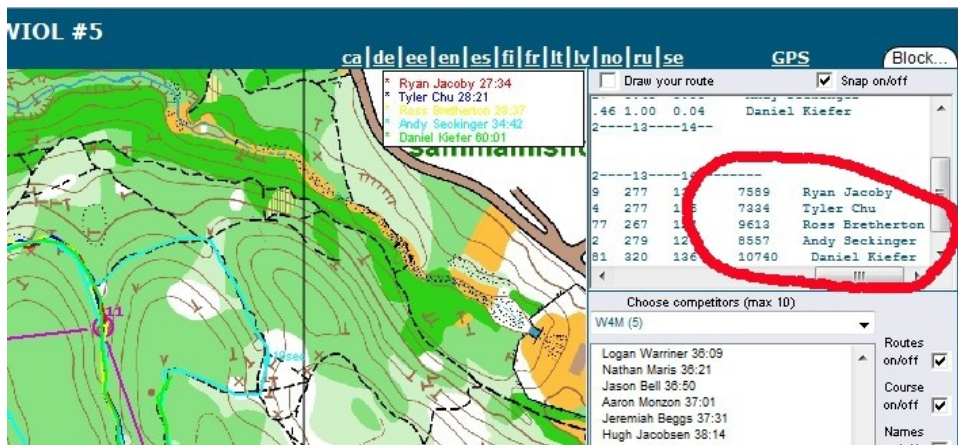 WIOL #5
ca|de|ee|en|es|fi|fr|lt|lv|no|ru|se
GPS
Block...
× Ryan Jacoby 27:34
× Tyler Chu 28:21
Ross Bretherton 28:37
× Andy Seckinger 34:42
× Daniel Kiefer 60:01
Draw your route
Snap on/off
.46 1.00 0.04 Daniel Kiefer
2----13----14--
2----13----14-------
9 277 7589 Ryan Jacoby
4 277 7334 Tyler Chu
77 267 9613 Ross Bretherton
2 279 8557 Andy Seckinger
81 320 136 10740 Daniel Kiefer
11
Choose competitors (max 10)
W4M (5)
Logan Warriner 36:09
Nathan Maris 36:21
Jason Bell 36:50
Aaron Monzon 37:01
Jeremiah Beggs 37:31
Hugh Jacobsen 38:14
Routes
on/off
Course
on/off
Names